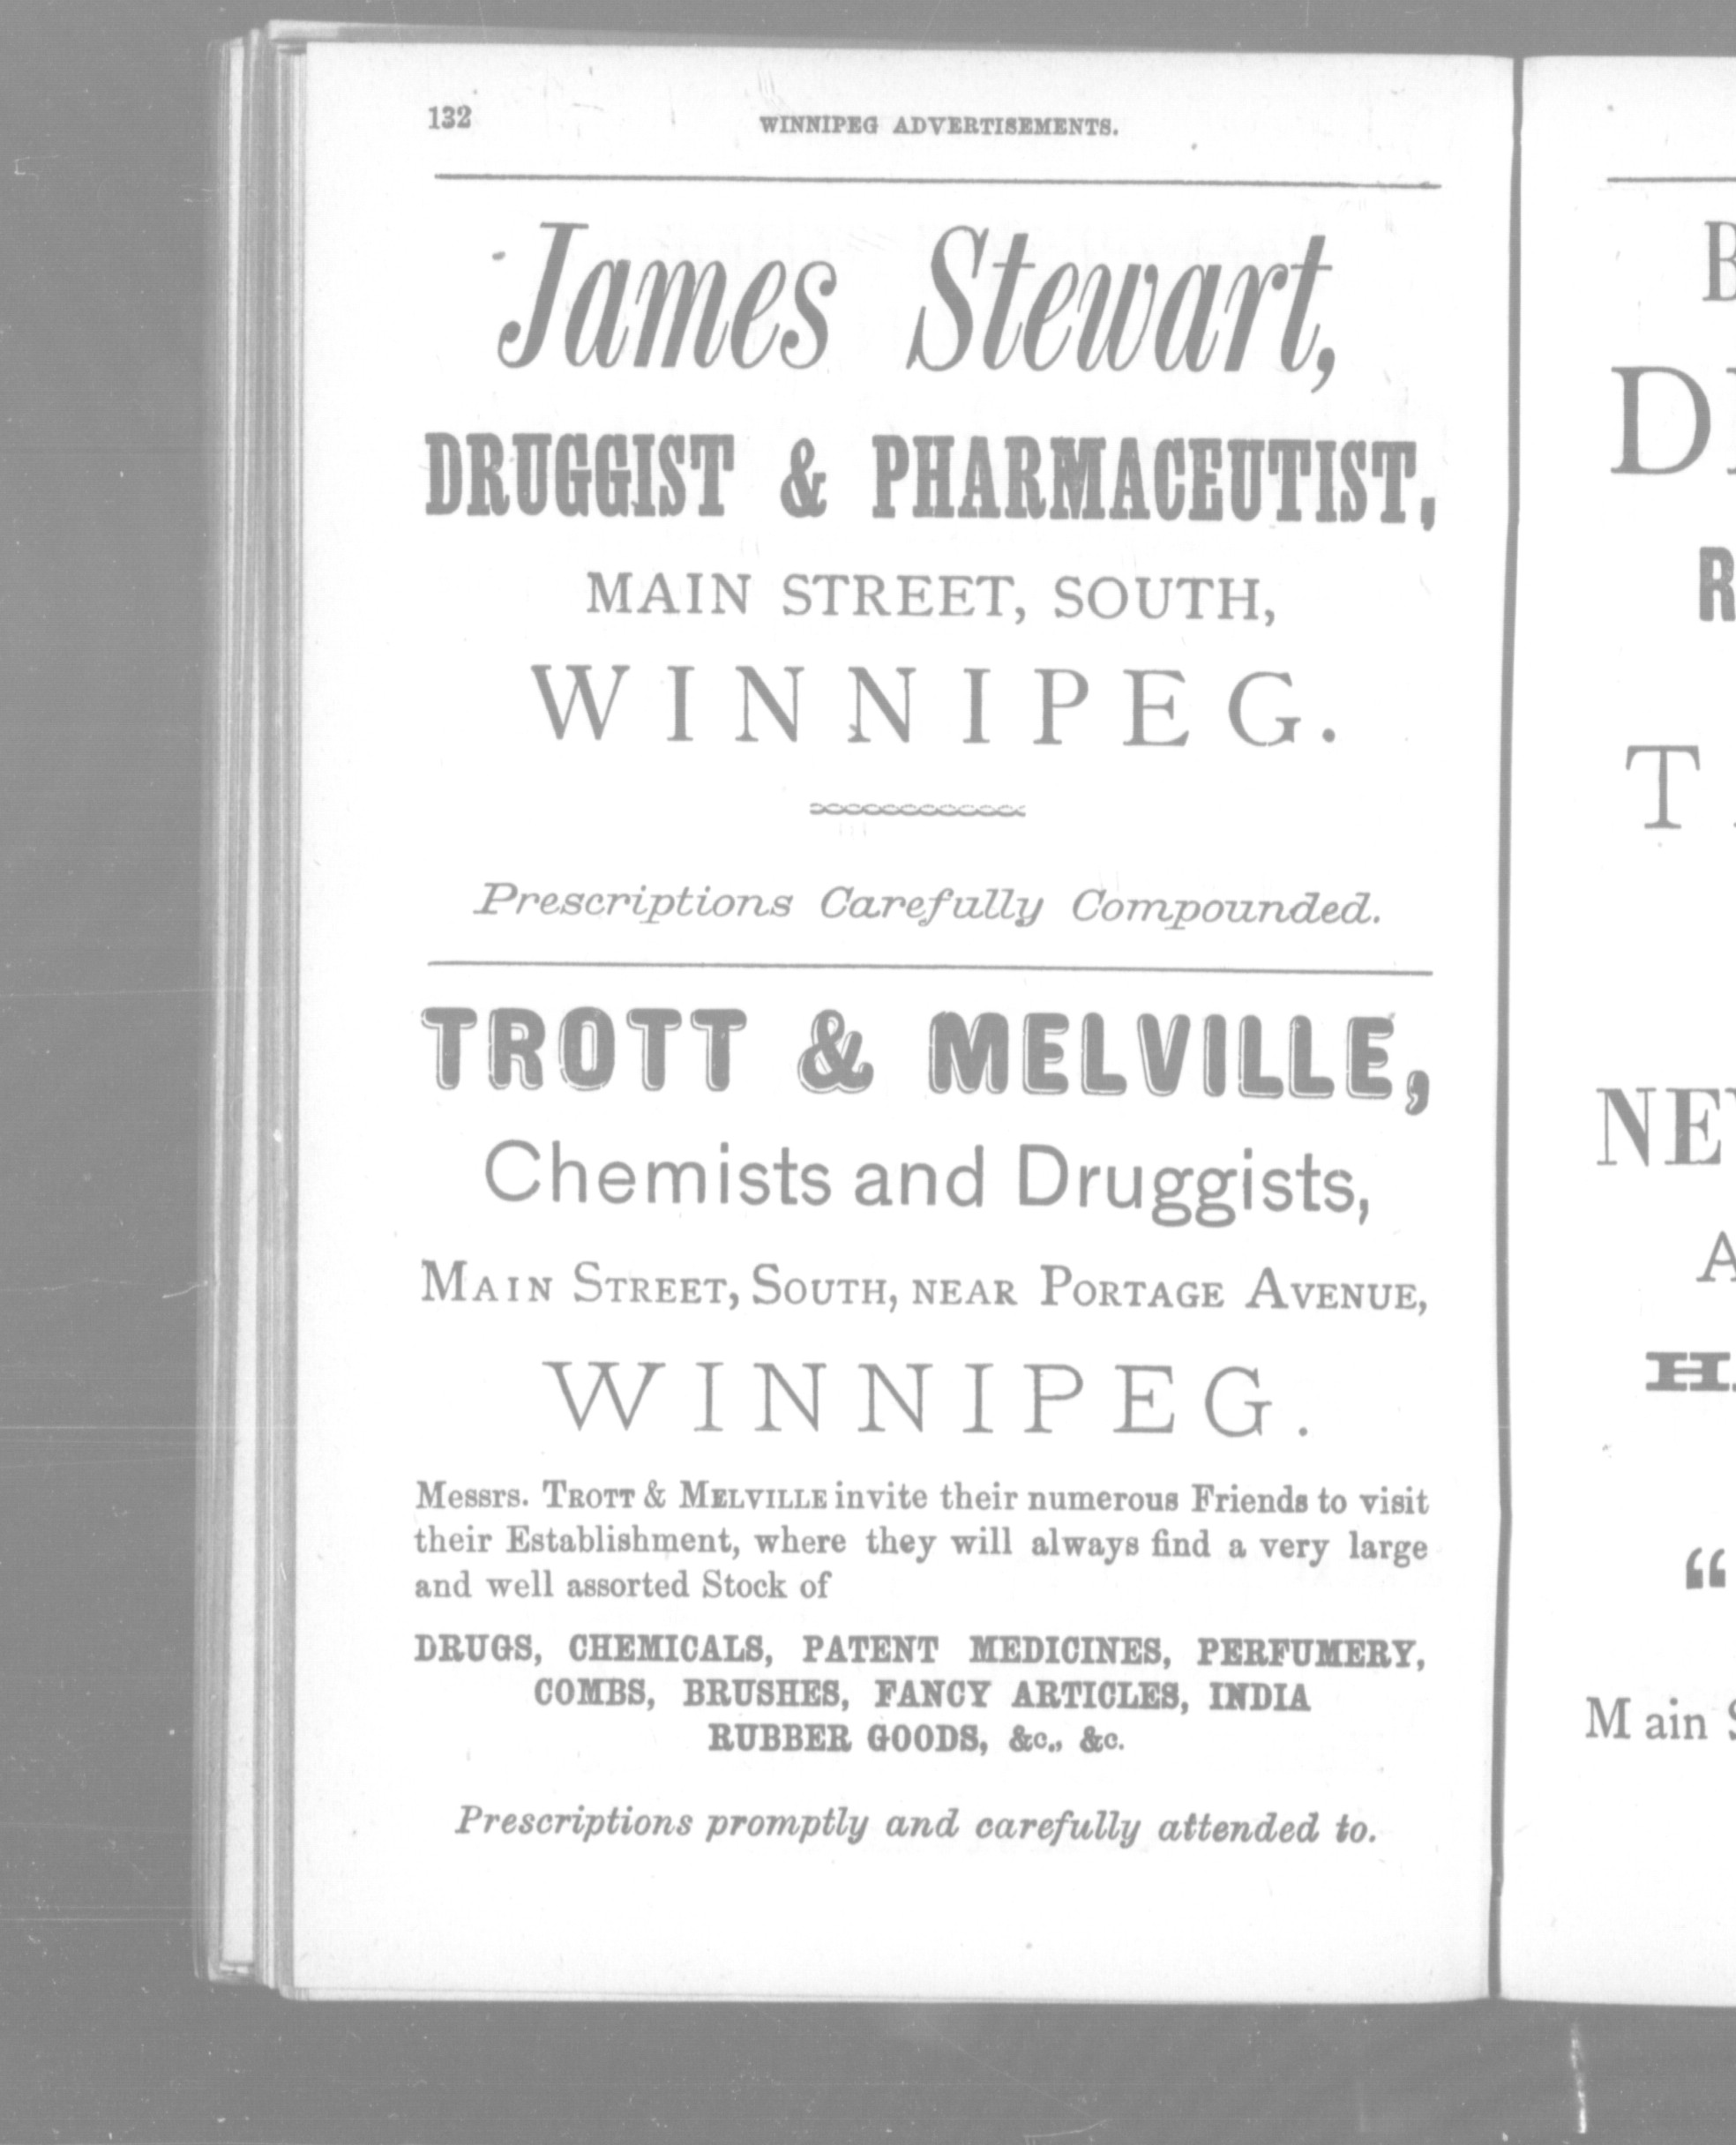 132
WINNIPEG ADVERTISEMENTS.
James Stewart,
DRUGGIST & PHARMACEUTIST,
MAIN STREET, SOUTH,
WINNIPEG.
Prescriptions Carefully Compounded.
TROTT & MELVILLE,
Chemists and Druggists,
MAIN STREET, SOUTH, NEAR PORTAGE AVENUE,
WINNIPEG.
Messrs. TROTT & MELVILLE invite their numerous Friends to visit
their Establishment, where they will always find a very large
and well assorted Stock of
DRUGS, CHEMICALS, PATENT MEDICINES, PERFUMERY,
COMBS, BRUSHES, FANCY ARTICLES, INDIA
RUBBER GOODS, &c., &c.
Prescriptions promptly and carefully attended to.
Main